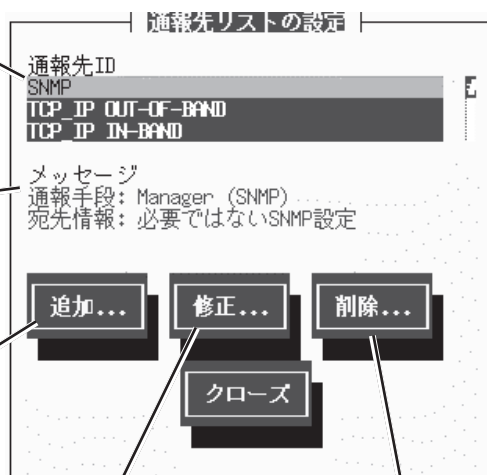 通報先リストの設定
通報先ID
SNMP
TCP_IP OUT-OF-BAND
TCP_IP IN-BAND
メッセージ
通報手段: Manager (SNMP)
宛先情報: 必要ではないSNMP設定
追加...
修正...
削除...
クローズ